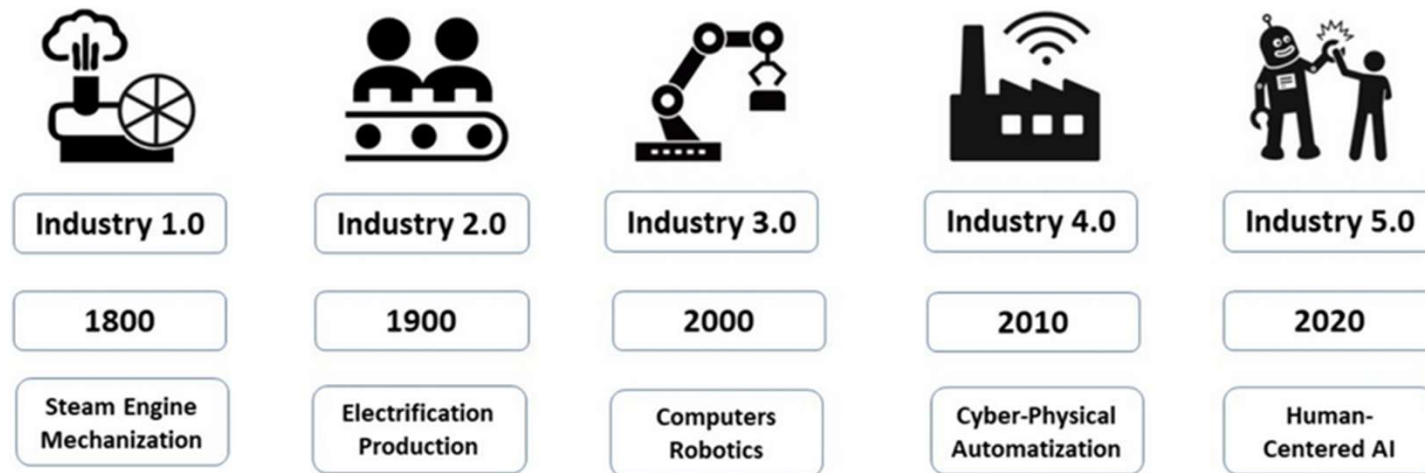 Industry 1.0
Industry 2.0
Industry 3.0
Industry 4.0
Industry 5.0
1800
1900
2000
2010
2020
Steam Engine
Mechanization
Electrification
Production
Computers
Robotics
Cyber-Physical
Automatization
Human-
Centered AI